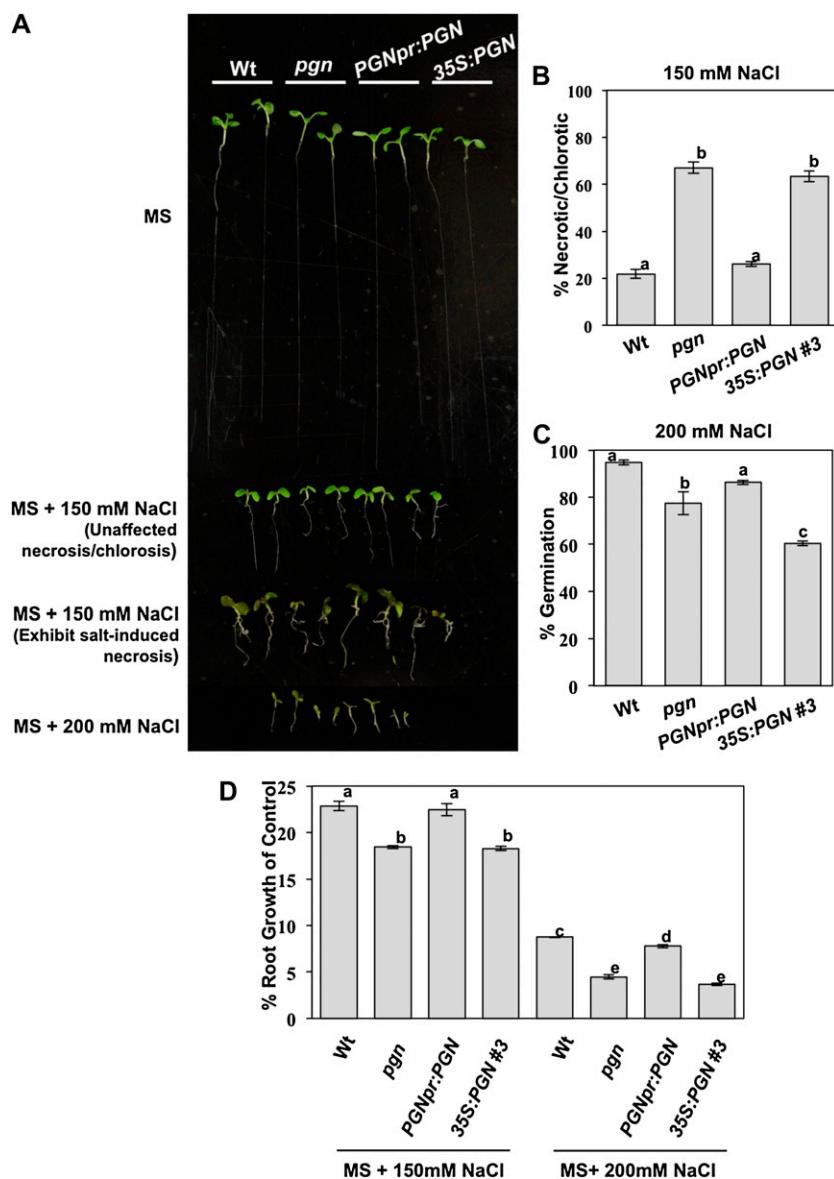 A
Wt pgn PGNpr:PGN 35S:PGN
MS
MS + 150 mM NaCl
(Unaffected
necrosis/chlorosis)
MS + 150 mM NaCl
(Exhibit salt-induced
necrosis)
MS + 200 mM NaCl
B
150 mM NaCl
% Necrotic/Chlorotic
100
80
60
40
20
0
a b a b
Wt pgn PGNpr:PGN 35S:PGN #3
C
200 mM NaCl
% Germination
100
80
60
40
20
0
a b a c
Wt pgn PGNpr:PGN 35S:PGN #3
D
% Root Growth of Control
25
20
15
10
5
0
a b a b c e d e
Wt pgn PGNpr:PGN 35S:PGN #3 Wt pgn PGNpr:PGN 35S:PGN #3
MS + 150mM NaCl MS+ 200mM NaCl